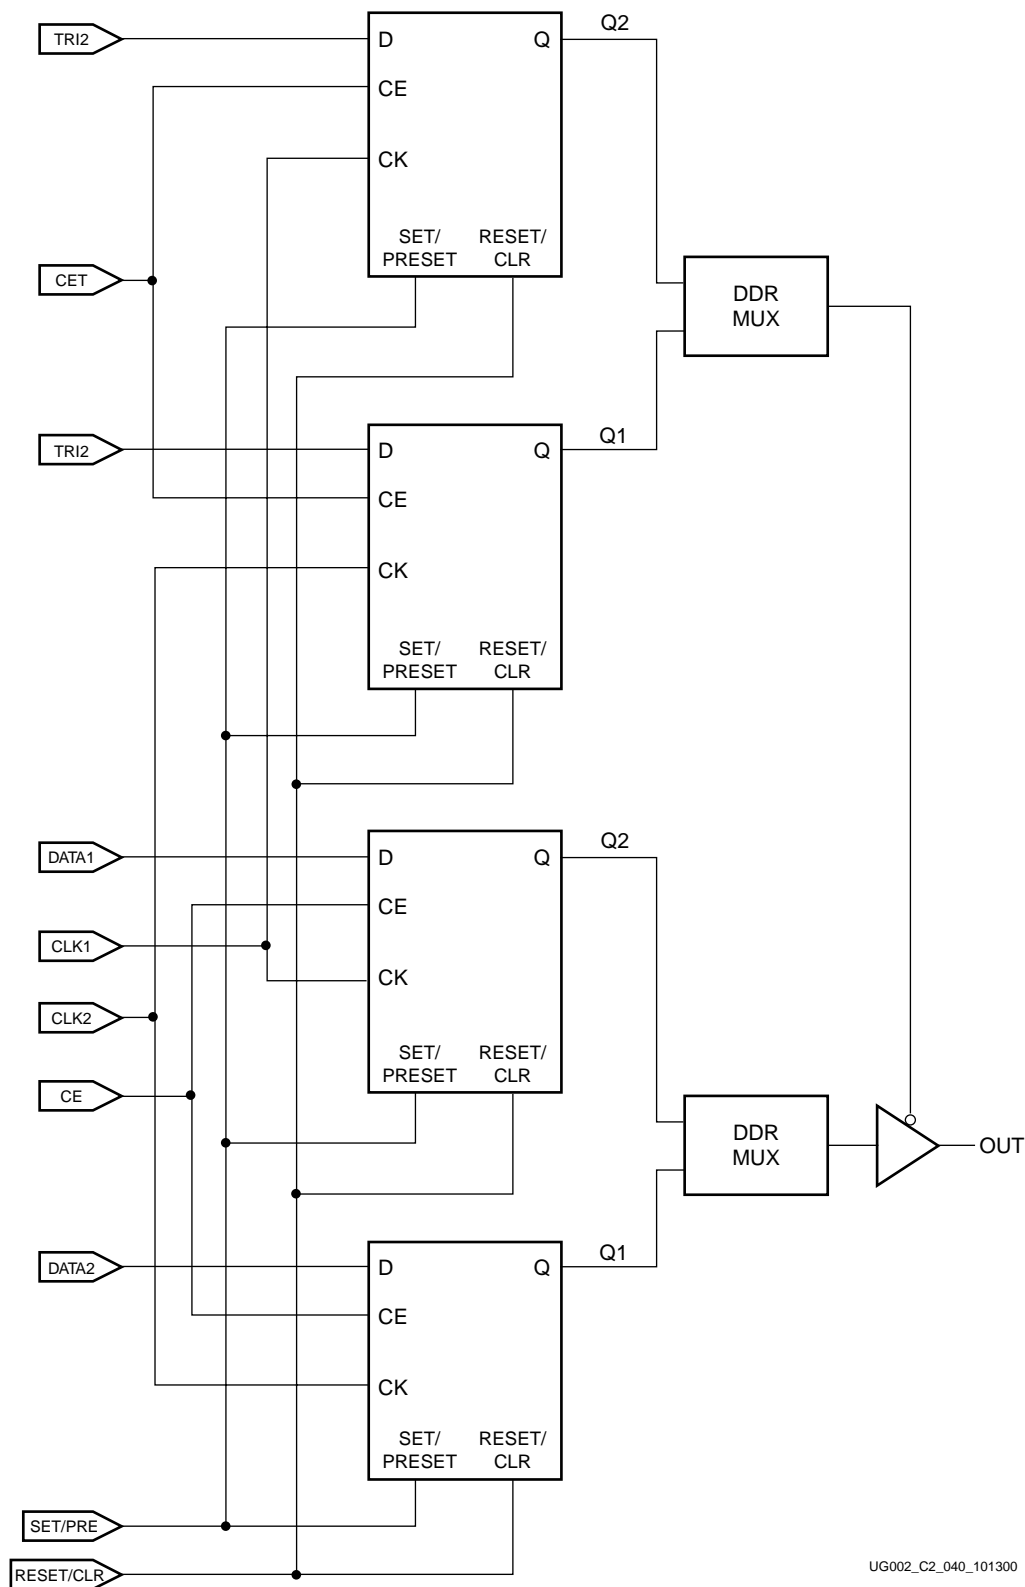 TRI2
D
Q
Q2
CE
CK
SET/
PRESET
RESET/
CLR
CET
DDR
MUX
TRI2
D
Q
Q1
CE
CK
SET/
PRESET
RESET/
CLR
DATA1
D
Q
Q2
CE
CLK1
CK
CLK2
SET/
PRESET
RESET/
CLR
CE
DDR
MUX
OUT
DATA2
D
Q
Q1
CE
CK
SET/
PRESET
RESET/
CLR
SET/PRE
RESET/CLR
UG002_C2_040_101300